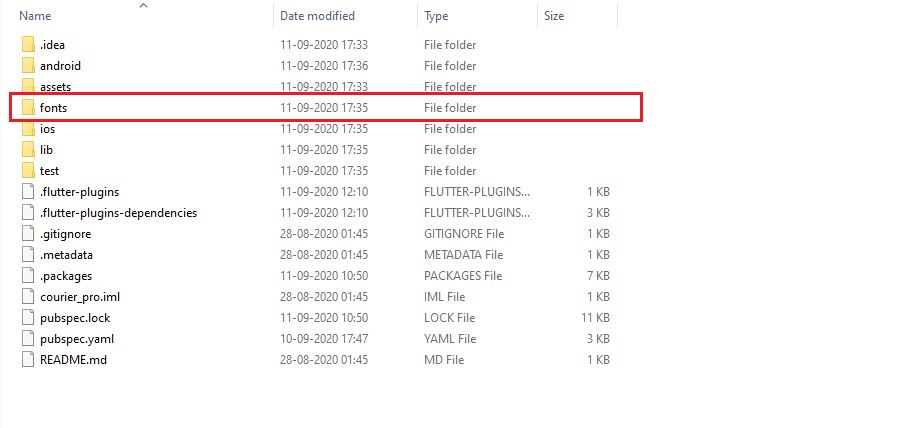 Name Date modified Type Size
.idea 11-09-2020 17:33 File folder
android 11-09-2020 17:36 File folder
assets 11-09-2020 17:33 File folder
fonts 11-09-2020 17:35 File folder
ios 11-09-2020 17:35 File folder
lib 11-09-2020 17:35 File folder
test 11-09-2020 17:35 File folder
.flutter-plugins 11-09-2020 12:10 FLUTTER-PLUGINS... 1 KB
.flutter-plugins-dependencies 11-09-2020 12:10 FLUTTER-PLUGINS... 3 KB
.gitignore 28-08-2020 01:45 GITIGNORE File 1 KB
.metadata 28-08-2020 01:45 METADATA File 1 KB
.packages 11-09-2020 10:50 PACKAGES File 7 KB
courier_pro.iml 28-08-2020 01:45 IML File 1 KB
pubspec.lock 11-09-2020 10:50 LOCK File 11 KB
pubspec.yaml 10-09-2020 17:47 YAML File 3 KB
README.md 28-08-2020 01:45 MD File 1 KB